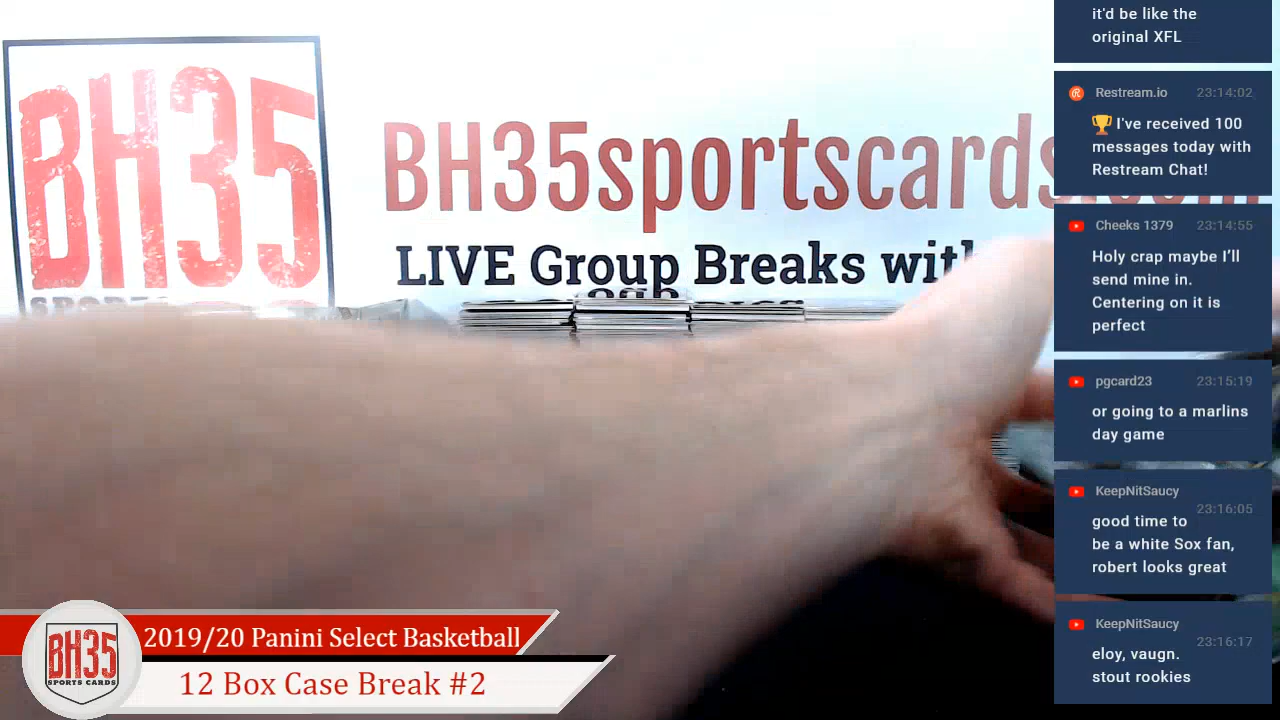 BH35
SPORTS
BH35sportscards.com
LIVE Group Breaks with
it'd be like the
original XFL
Restream.io 23:14:02
🏆 I've received 100
messages today with
Restream Chat!
Cheeks 1379 23:14:55
Holy crap maybe I'll
send mine in.
Centering on it is
perfect
pgcard23 23:15:19
or going to a marlins
day game
KeepNitSaucy 23:16:05
good time to
be a white Sox fan,
robert looks great
KeepNitSaucy 23:16:17
eloy, vaugn.
stout rookies
BH35
SPORTS CARDS
2019/20 Panini Select Basketball
12 Box Case Break #2